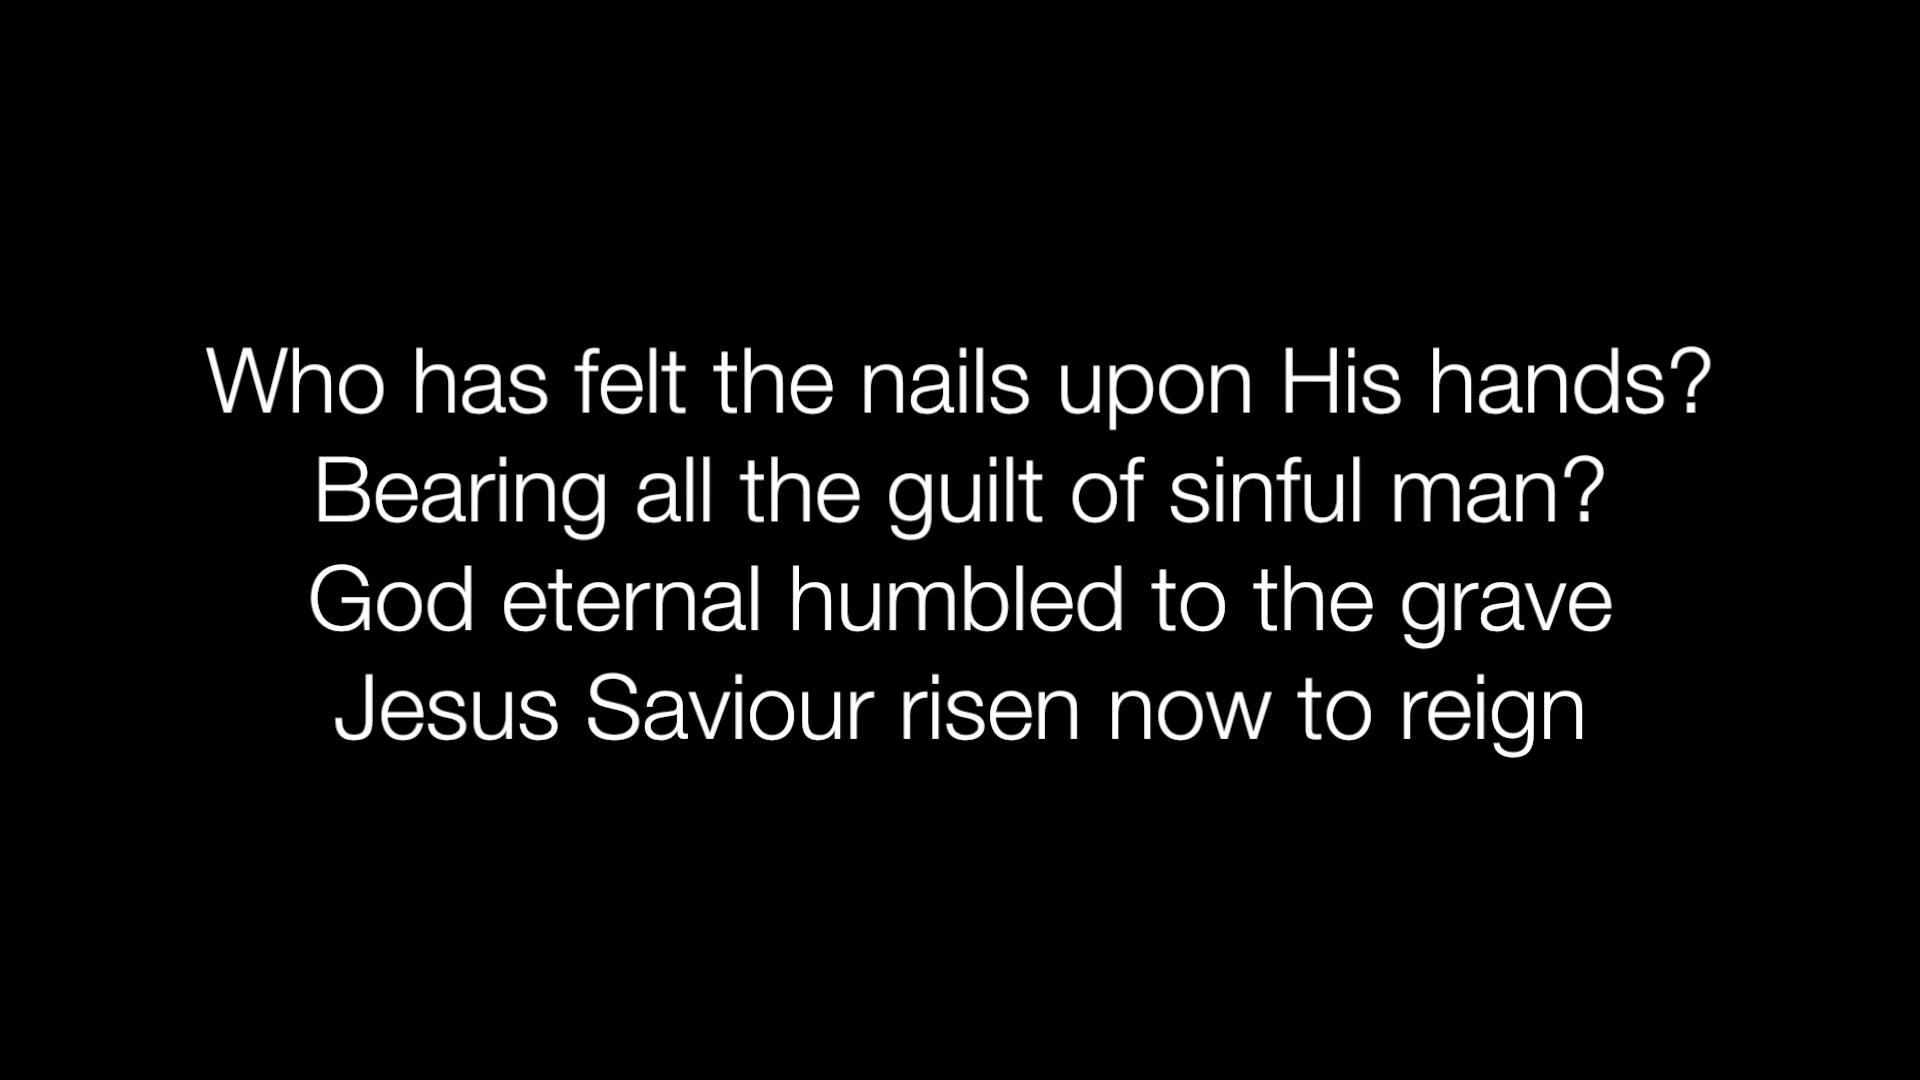 Who has felt the nails upon His hands?
Bearing all the guilt of sinful man?
God eternal humbled to the grave
Jesus Saviour risen now to reign